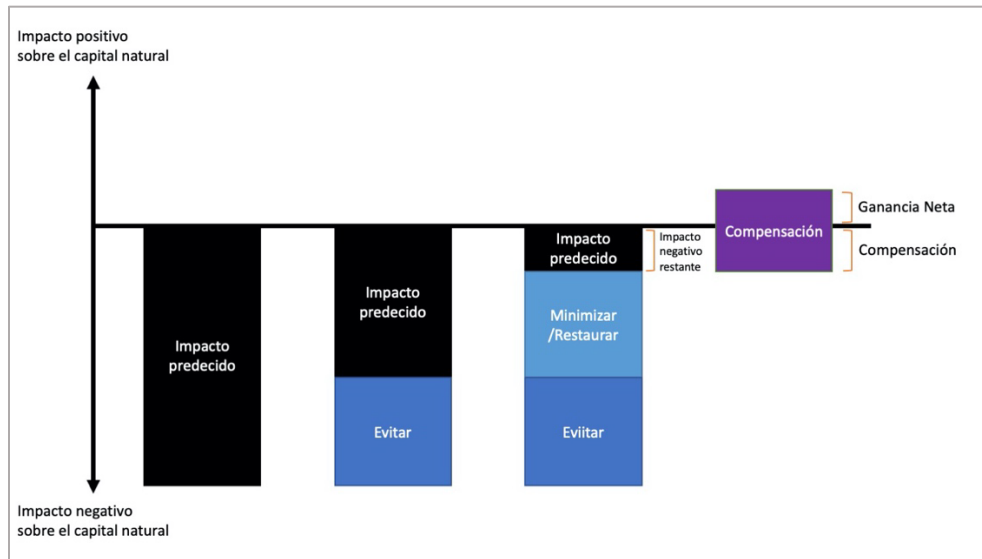 Impacto positivo
sobre el capital natural
Ganancia Neta
Compensación
Compensación
Impacto
predecido
Impacto
negativo
restante
Impacto
predecido
Impacto
predecido
Minimizar
/Restaurar
Evitar
Eviitar
Impacto negativo
sobre el capital natural